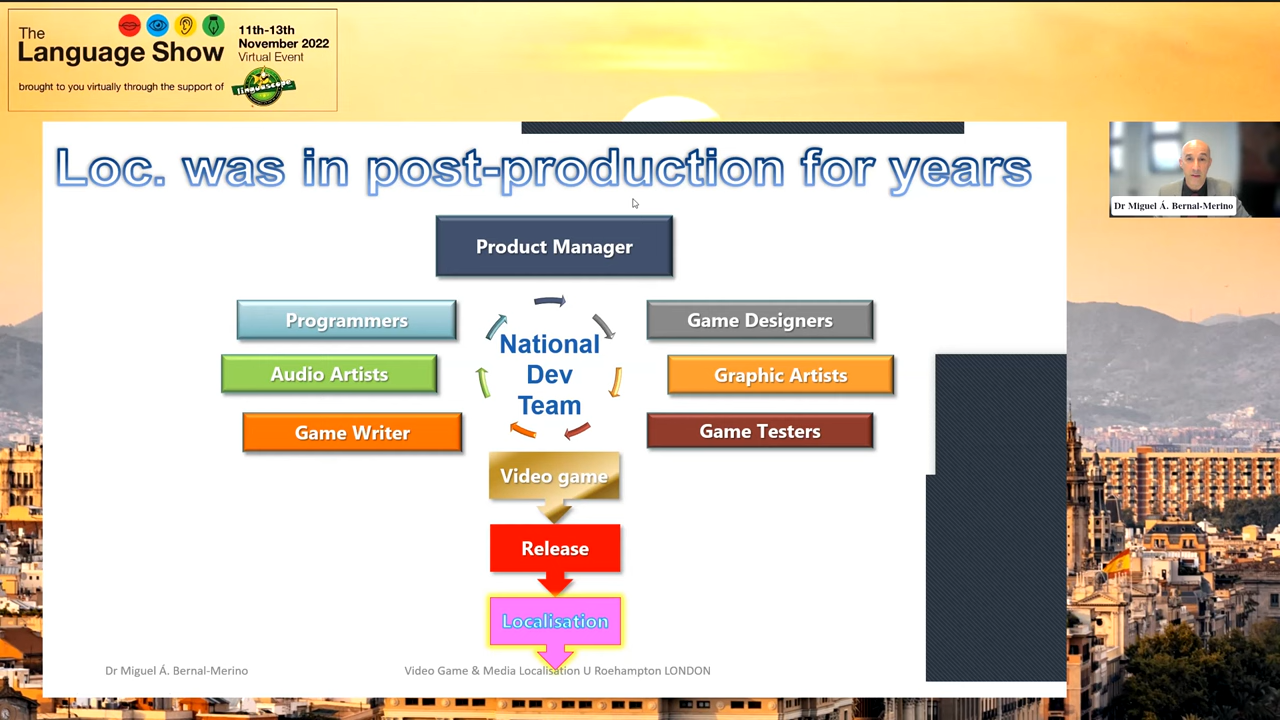 The
Language Show
11th-13th
November 2022
Virtual Event
brought to you virtually through the support of
linguascope
Loc. was in post-production for years
Product Manager
Programmers
Game Designers
National
Dev
Team
Audio Artists
Graphic Artists
Game Writer
Game Testers
Video game
Release
Localisation
Dr Miguel Á. Bernal-Merino
Video Game & Media Localisation U Roehampton LONDON
Dr Miguel Á. Bernal-Merino